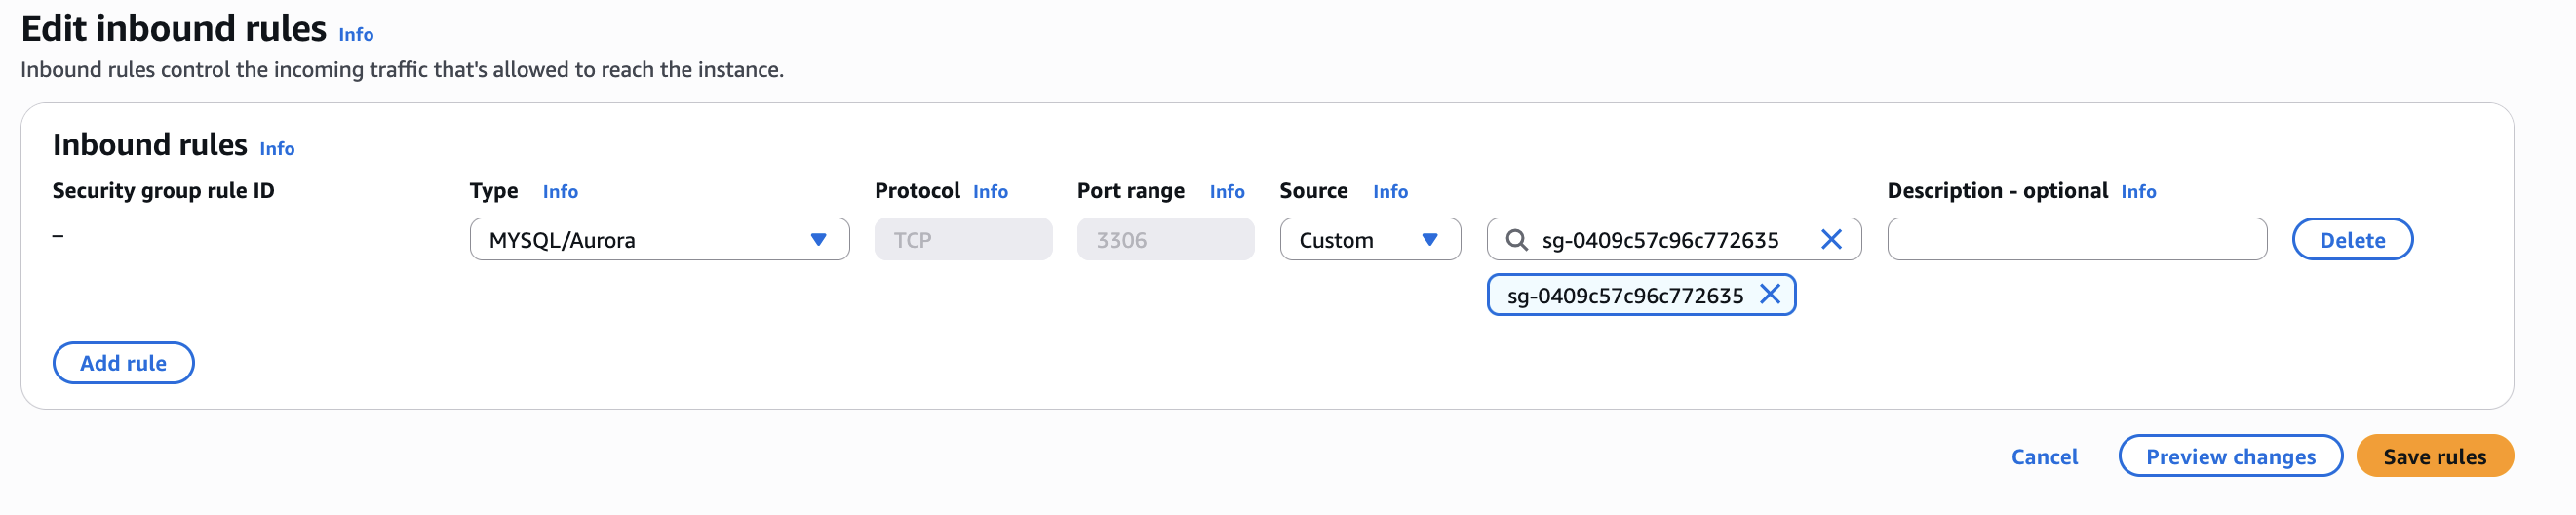 Edit inbound rules Info
Inbound rules control the incoming traffic that's allowed to reach the instance.
Inbound rules Info
Security group rule ID Type Info Protocol Info Port range Info Source Info Description - optional Info
– MYSQL/Aurora TCP 3306 Custom sg-0409c57c96c772635 Delete
sg-0409c57c96c772635
Add rule
Cancel Preview changes Save rules